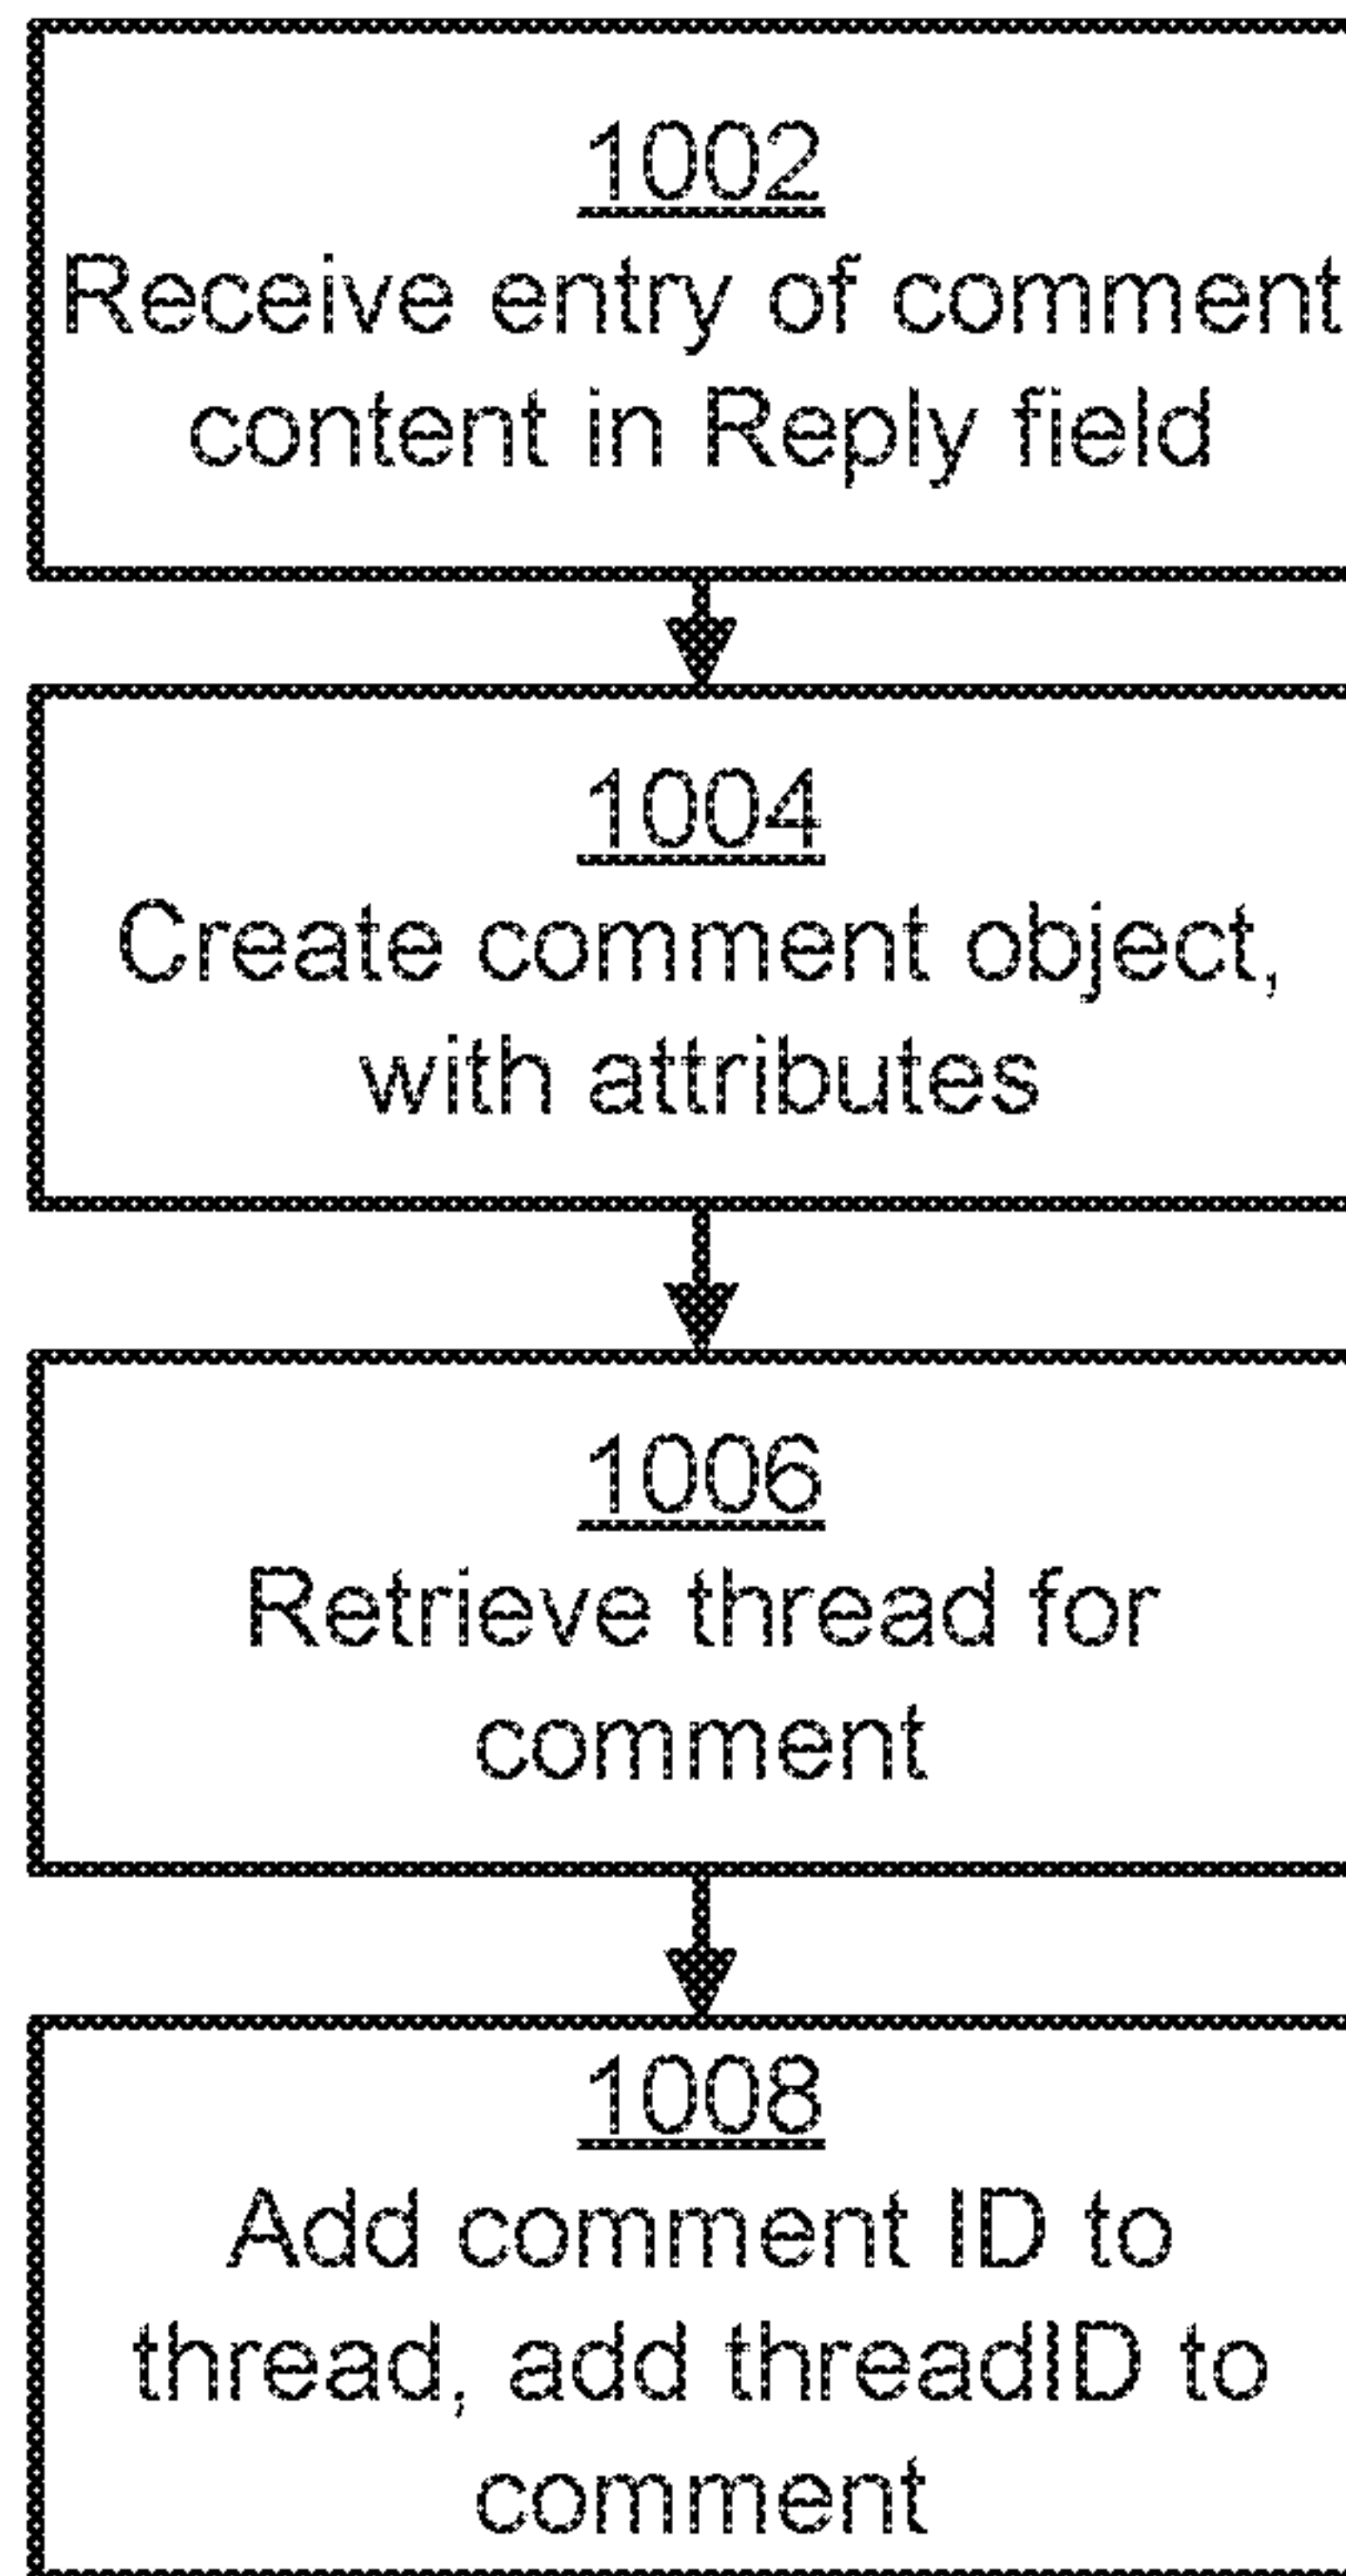 1002
Receive entry of comment
content in Reply field
1004
Create comment object,
with attributes
1006
Retrieve thread for
comment
1008
Add comment ID to
thread, add threadID to
comment